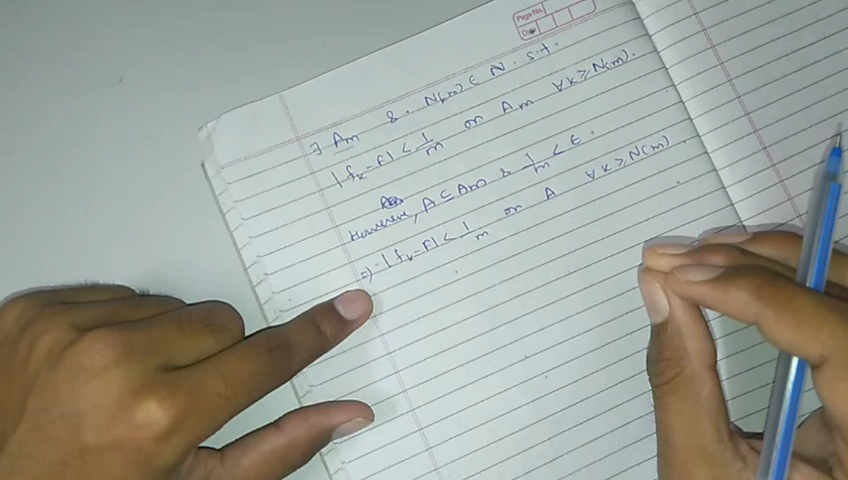 Page No.
Date
∃ Am & N(m) ∈ N s.t.
|fk-F| < 1/m on Am ∀k≥N(m).
However, A ⊆ Am & 1/m < ε.
⇒ |fk-F| < 1/m on A ∀k≥N(m)